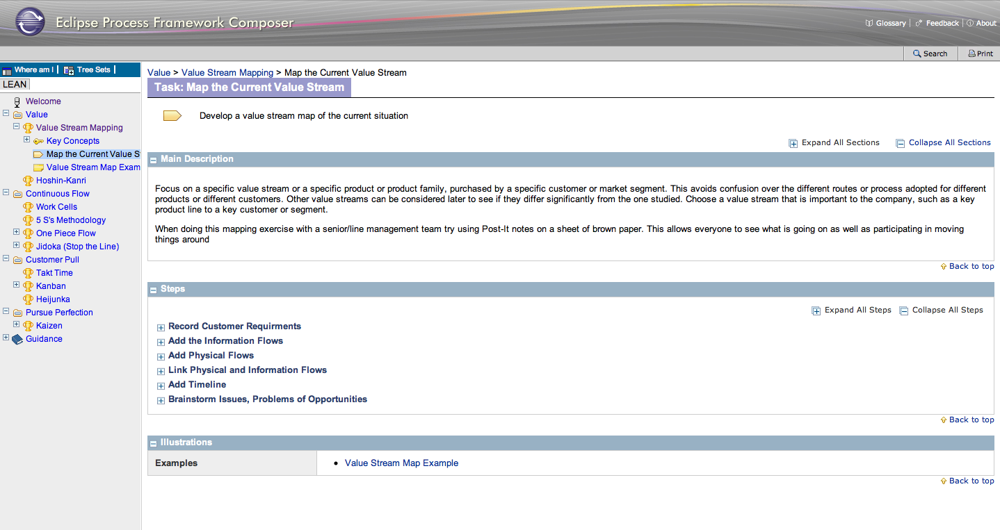 Eclipse Process Framework Composer
Glossary
Feedback
About
Search
Print
Where am I
Tree Sets
LEAN
Welcome
Value
Value Stream Mapping
Key Concepts
Map the Current Value S
Value Stream Map Exam
Hoshin-Kanri
Continuous Flow
Work Cells
5 S's Methodology
One Piece Flow
Jidoka (Stop the Line)
Customer Pull
Takt Time
Kanban
Heijunka
Pursue Perfection
Kaizen
Guidance
Value > Value Stream Mapping > Map the Current Value Stream
Task: Map the Current Value Stream
Develop a value stream map of the current situation
Expand All Sections
Collapse All Sections
Main Description
Focus on a specific value stream or a specific product or product family, purchased by a specific customer or market segment. This avoids confusion over the different routes or process adopted for different
products or different customers. Other value streams can be considered later to see if they differ significantly from the one studied. Choose a value stream that is important to the company, such as a key
product line to a key customer or segment.
When doing this mapping exercise with a senior/line management team try using Post-It notes on a sheet of brown paper. This allows everyone to see what is going on as well as participating in moving
things around
Back to top
Steps
Expand All Steps
Collapse All Steps
Record Customer Requirments
Add the Information Flows
Add Physical Flows
Link Physical and Information Flows
Add Timeline
Brainstorm Issues, Problems of Opportunities
Back to top
Illustrations
Examples
Value Stream Map Example
Back to top